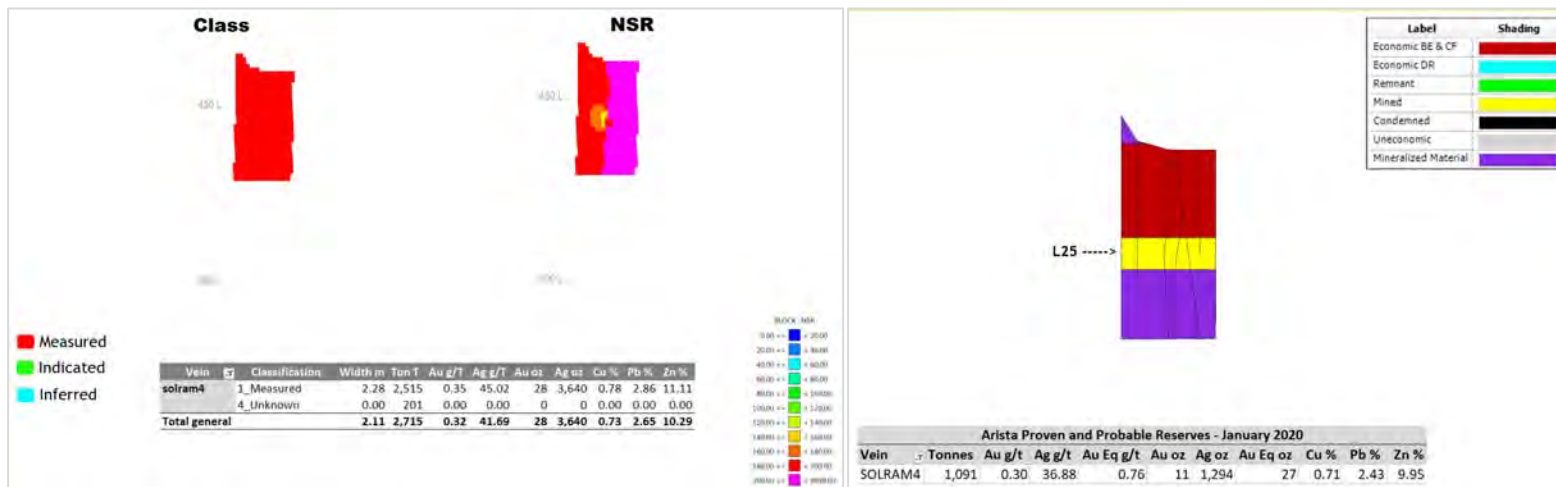 Class
NSR
450 L
450 L
Measured
Indicated
Inferred
Vein Classification Width m Ton T Au g/T Ag g/T Au oz Ag oz Cu % Pb % Zn %
solram4 1_Measured 2.28 2,515 0.35 45.02 28 3,640 0.78 2.86 11.11
4_Unknown 0.00 201 0.00 0.00 0 0 0.00 0.00 0.00
Total general 2.11 2,715 0.32 41.69 28 3,640 0.73 2.65 10.29
BLOCK NSR
Label Shading
Economic BE & CF
Economic DR
Remnant
Mined
Condemned
Uneconomic
Mineralized Material
L25 ----->
Arista Proven and Probable Reserves - January 2020
Vein Tonnes Au g/t Ag g/t Au Eq g/t Au oz Ag oz Au Eq oz Cu % Pb % Zn %
SOLRAM4 1,091 0.30 36.88 0.76 11 1,294 27 0.71 2.43 9.95